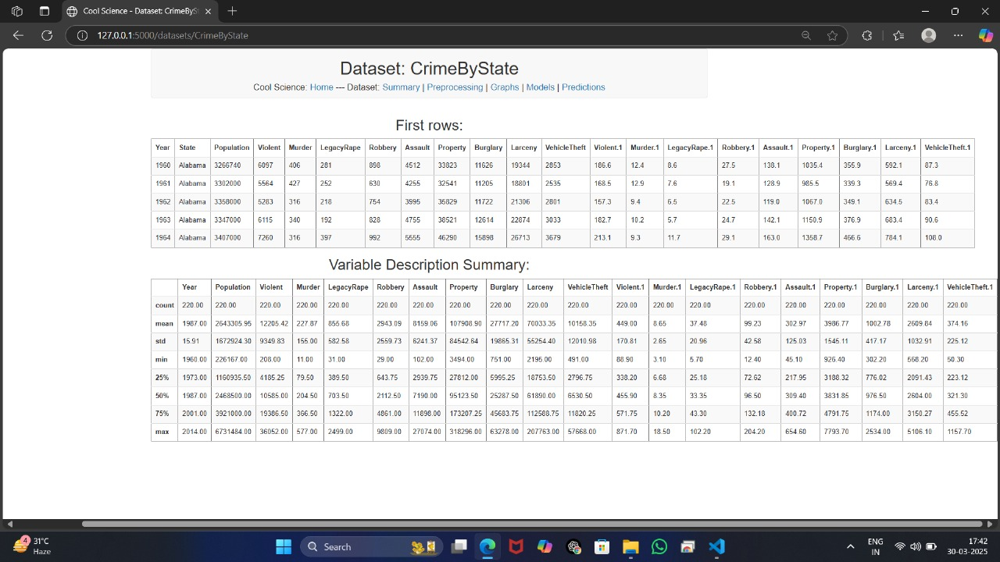 Cool Science - Dataset: CrimeBySt
127.0.0.1:5000/datasets/CrimeByState
Dataset: CrimeByState
Cool Science: Home --- Dataset: Summary | Preprocessing | Graphs | Models | Predictions
First rows:
Year State Population Violent Murder LegacyRape Robbery Assault Property Burglary Larceny VehicleTheft Violent.1 Murder.1 LegacyRape.1 Robbery.1 Assault.1 Property.1 Burglary.1 Larceny.1 VehicleTheft.1
1960 Alabama 3266740 6097 406 281 898 4512 33823 11626 19344 2853 186.6 12.4 8.6 27.5 138.1 1035.4 355.9 592.1 87.3
1961 Alabama 3302000 5564 427 252 630 4255 32541 11205 18801 2535 168.5 12.9 7.6 19.1 128.9 985.5 339.3 569.4 76.8
1962 Alabama 3358000 5283 316 218 754 3995 35829 11722 21306 2801 157.3 9.4 6.5 22.5 119.0 1067.0 349.1 634.5 83.4
1963 Alabama 3347000 6115 340 192 828 4755 38521 12614 22874 3033 182.7 10.2 5.7 24.7 142.1 1150.9 376.9 683.4 90.6
1964 Alabama 3407000 7260 316 397 992 5555 46290 15898 26713 3679 213.1 9.3 11.7 29.1 163.0 1358.7 466.6 784.1 108.0
Variable Description Summary:
Year Population Violent Murder LegacyRape Robbery Assault Property Burglary Larceny VehicleTheft Violent.1 Murder.1 LegacyRape.1 Robbery.1 Assault.1 Property.1 Burglary.1 Larceny.1 VehicleTheft.1
count 220.00 220.00 220.00 220.00 220.00 220.00 220.00 220.00 220.00 220.00 220.00 220.00 220.00 220.00 220.00 220.00 220.00 220.00 220.00 220.00
mean 1987.00 2643305.95 12205.42 227.87 855.68 2943.09 8159.06 107908.90 27717.20 70033.35 10158.35 449.00 8.65 37.48 99.23 302.97 3986.77 1002.78 2609.84 374.16
std 15.91 1672924.30 9349.83 155.00 582.58 2559.73 6241.37 84542.64 19865.31 55254.40 12010.98 170.81 2.65 20.96 42.58 125.03 1545.11 417.17 1032.91 225.12
min 1960.00 226167.00 208.00 11.00 31.00 29.00 102.00 3494.00 751.00 2195.00 491.00 88.90 3.10 5.70 12.40 45.10 926.40 302.20 568.20 50.30
25% 1973.00 1160935.50 4185.25 79.50 389.50 643.75 2939.75 27812.00 5995.25 18753.50 2796.75 338.20 6.68 25.18 72.62 217.95 3188.32 776.02 2091.43 223.12
50% 1987.00 2468500.00 10585.00 204.50 703.50 2112.50 7190.00 95123.50 25287.50 61890.00 6530.50 455.90 8.35 33.35 96.50 309.40 3831.85 976.50 2604.00 321.30
75% 2001.00 3921000.00 19386.50 366.50 1322.00 4861.00 11898.00 173207.25 45683.75 112588.75 11820.25 571.75 10.20 43.30 132.18 400.72 4791.75 1174.00 3150.27 455.52
max 2014.00 6731484.00 36052.00 577.00 2499.00 9809.00 27074.00 318296.00 63278.00 207763.00 57668.00 871.70 18.50 102.20 204.20 654.60 7793.70 2534.00 5106.10 1157.70
4
31°C
Haze
Search
ENG
IN
17:42
30-03-2025